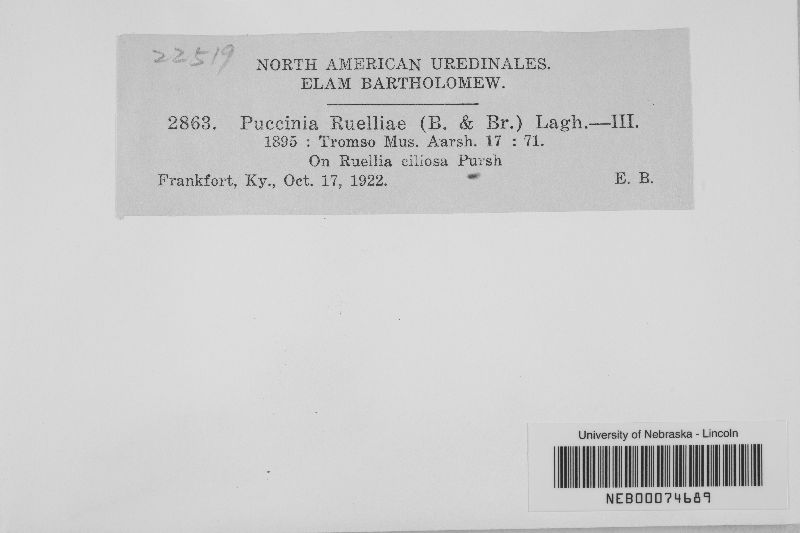 22519
NORTH AMERICAN UREDINALES.
ELAM BARTHOLOMEW.
2863. Puccinia Ruelliae (B. & Br.) Lagh.—III.
1895 : Tromso Mus. Aarsh. 17 : 71.
On Ruellia ciliosa Pursh
Frankfort, Ky., Oct. 17, 1922. E. B.
University of Nebraska - Lincoln
NEB00074689